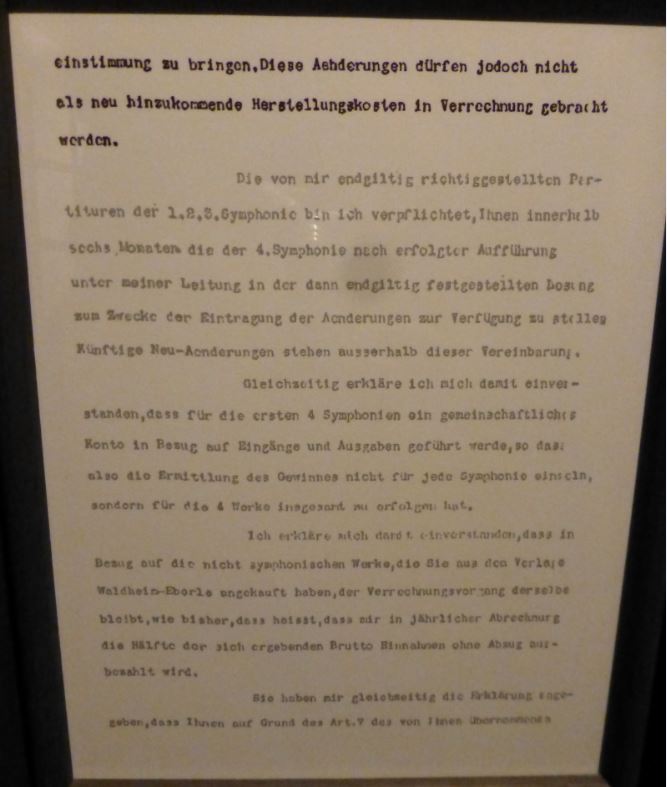 einstimmung zu bringen.Diese Aehderungen dürfen jodoch nicht
als neu hinzukommende Herstellungskosten in Verrechnung gebracht
werden.
Die von mir endgiltig richtiggestellten Par-
tituren der 1.2.3.Symphonie bin ich verpflichtet,Ihnen innerhalb
sechs Monaten die der 4.Symphonie nach erfolgter Aufführung
unter meiner Leitung in der dann endgiltig festgestellten Lesung
zum Zwecke der Eintragung der Aenderungen zur Verfügung zu stellen
Künftige Neu-Aenderungen stehen ausserhalb dieser Vereinbarung.
Gleichzeitig erkläre ich mich damit einver-
standen,dass für die ersten 4 Symphonien ein gemeinschaftliches
Konto in Bezug auf Eingänge und Ausgaben geführt werde,so dass
also die Ermittlung des Gewinnes nicht für jede Symphonie einzeln,
sondern für die 4 Werke insgesamt zu erfolgen hat.
Ich erkläre mich damit einverstanden,dass in
Bezug auf die nicht symphonischen Werke,die Sie aus dem Verlage
Waldheim-Eberle angekauft haben,der Verrechnungsvorgang derselbe
bleibt,wie bisher,dass heisst,dass mir in jährlicher Abrechnung
die Hälfte der sich ergebenden Brutto Einnahmen ohne Abzug aus-
bezahlt wird.
Sie haben mir gleichzeitig die Erklärung abge-
geben,dass Ihnen auf Grund des Art.7 des von Ihnen übernommenen